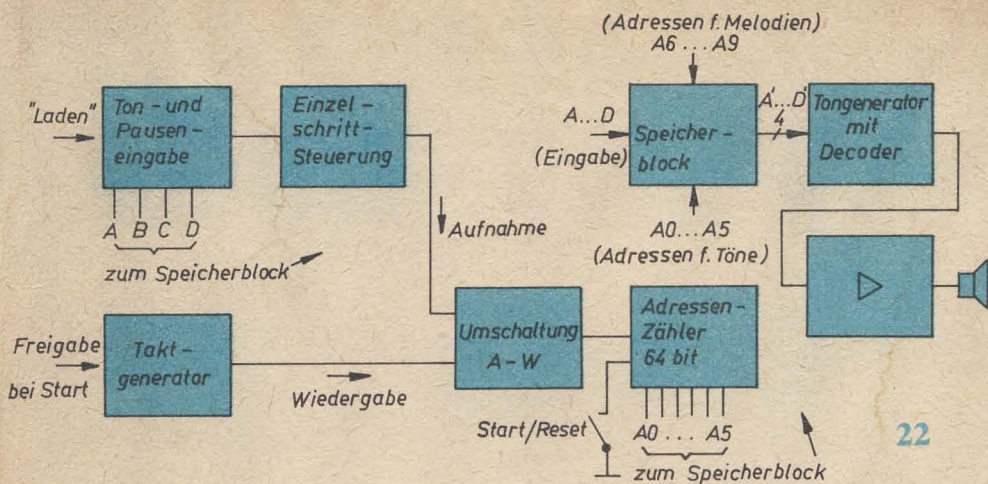 "Laden"
Ton- und
Pausen-
eingabe
A B C D
zum Speicherblock
Einzel-
schritt-
Steuerung
Aufnahme
(Adressen f. Melodien)
A6 ... A9
A...D
(Eingabe)
Speicher-
block
A'...D'
4
Tongenerator
mit
Decoder
A0...A5
(Adressen f. Töne)
Freigabe
bei Start
Takt-
generator
Wiedergabe
Umschaltung
A-W
Adressen-
Zähler
64 bit
Start/Reset
A0 ... A5
zum Speicherblock
22